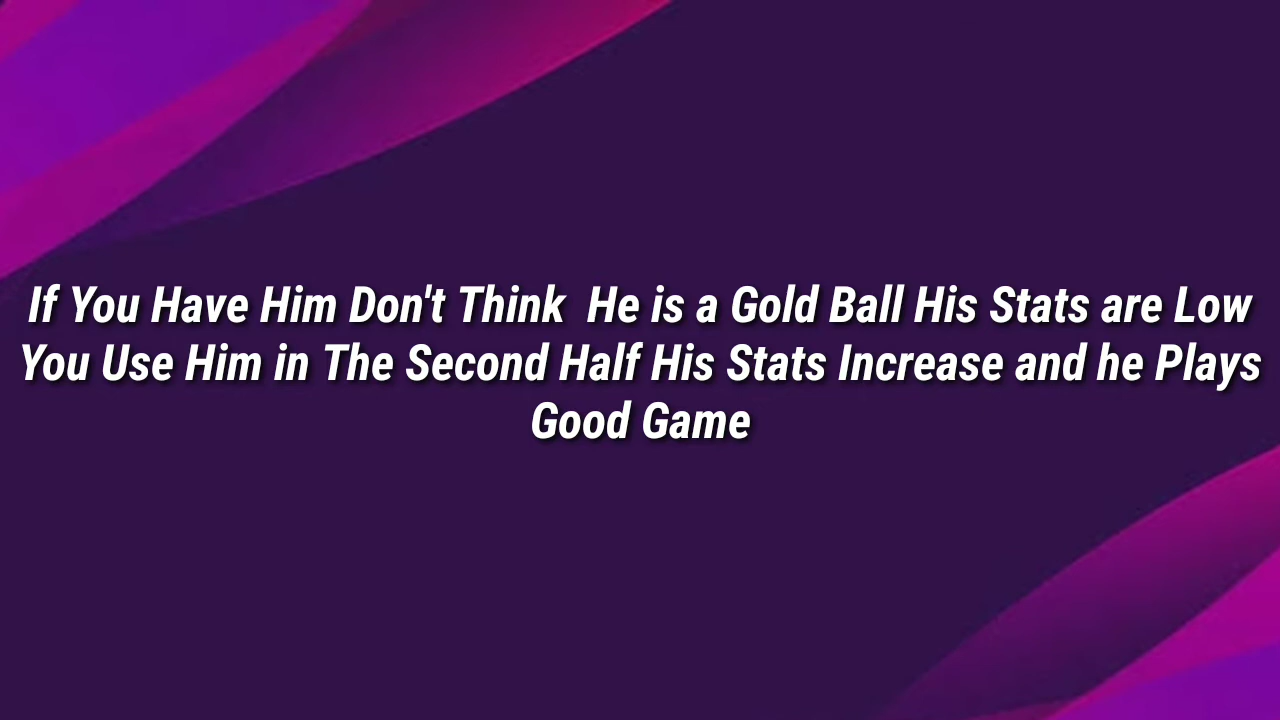 If You Have Him Don't Think  He is a Gold Ball His Stats are Low
You Use Him in The Second Half His Stats Increase and he Plays
Good Game